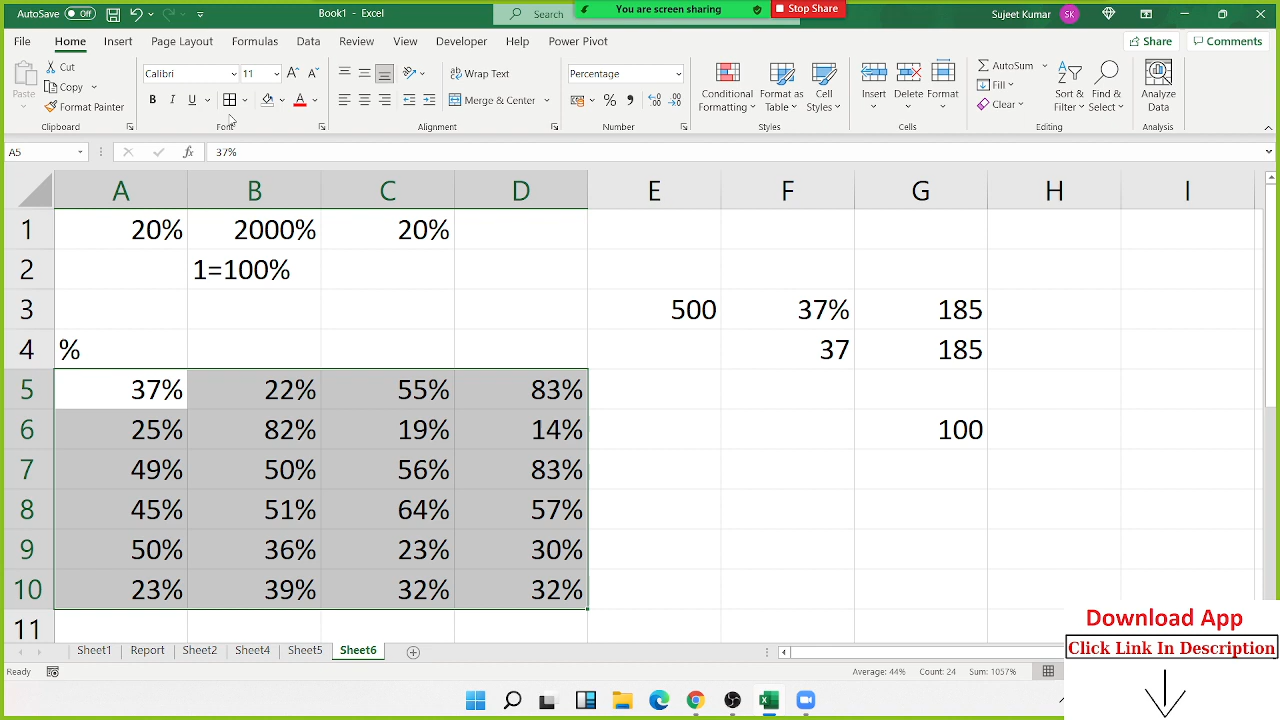 AutoSave Off
Book1 - Excel
Search
You are screen sharing
Stop Share
Sujeet Kumar SK
File Home Insert Page Layout Formulas Data Review View Developer Help Power Pivot
Share Comments
Paste
Cut
Copy
Format Painter
Clipboard
Calibri 11
B I U
Font
Wrap Text
Merge & Center
Alignment
Percentage
Number
Conditional Formatting
Format as Table
Cell Styles
Styles
Insert Delete Format
Cells
AutoSum
Fill
Clear
Sort & Filter
Find & Select
Editing
Analyze Data
Analysis
A5 fx 37%
A B C D E F G H I
1 20% 2000% 20%
2 1=100%
3 500 37% 185
4 % 37 185
5 37% 22% 55% 83%
6 25% 82% 19% 14% 100
7 49% 50% 56% 83%
8 45% 51% 64% 57%
9 50% 36% 23% 30%
10 23% 39% 32% 32%
11
Download App
Click Link In Description
Sheet1 Report Sheet2 Sheet4 Sheet5 Sheet6
Ready
Average: 44% Count: 24 Sum: 1057%